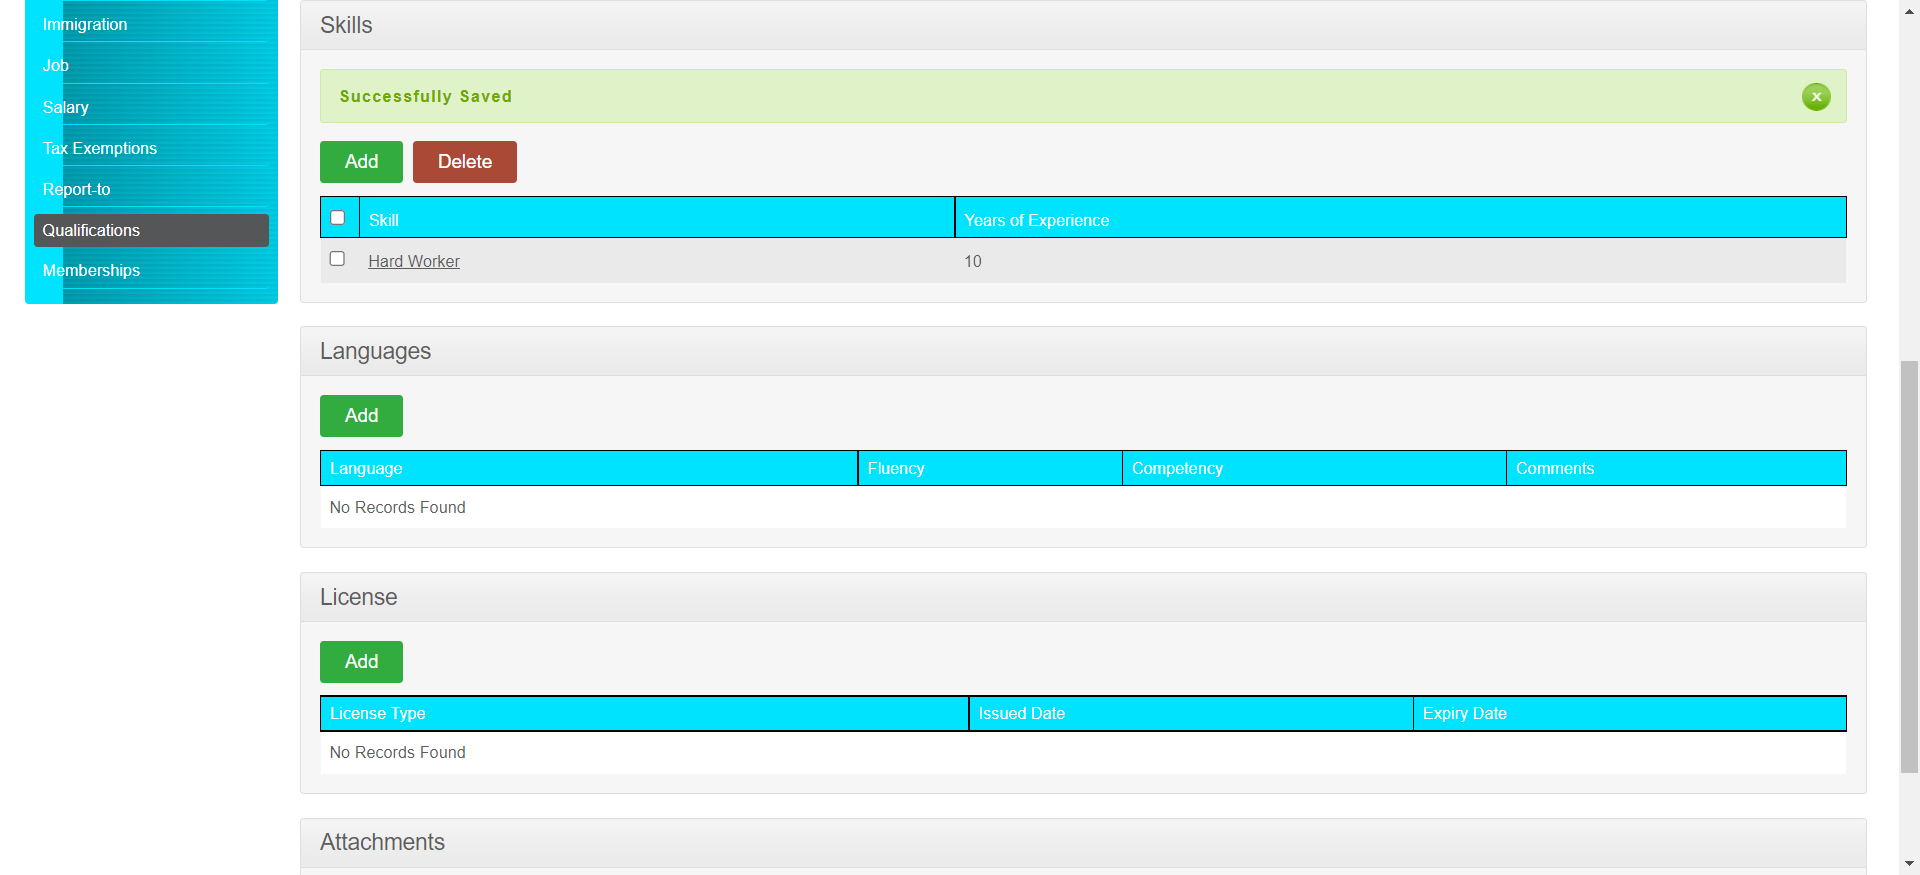 Immigration
Job
Salary
Tax Exemptions
Report-to
Qualifications
Memberships
Skills
Successfully Saved
Add Delete
Skill Years of Experience
Hard Worker 10
Languages
Add
Language Fluency Competency Comments
No Records Found
License
Add
License Type Issued Date Expiry Date
No Records Found
Attachments